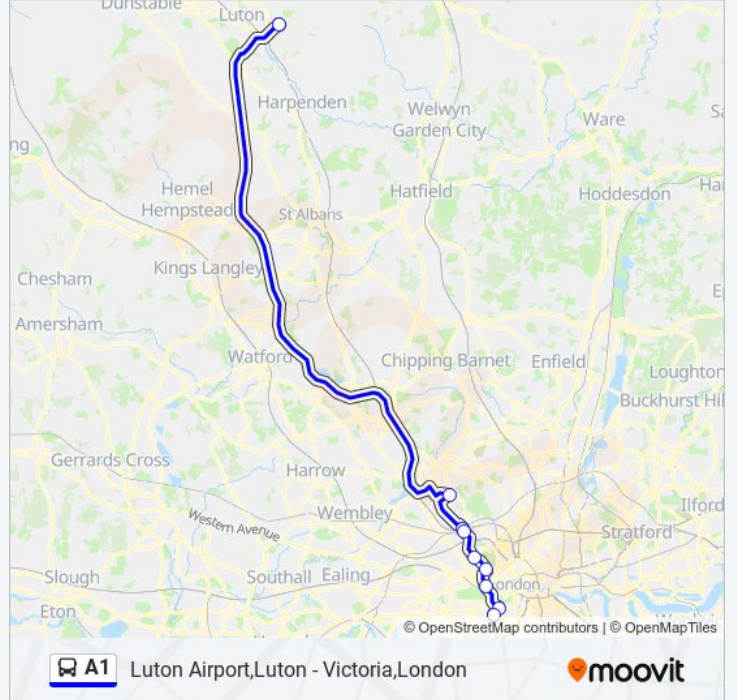 Dunstable
Luton
Harpenden
Welwyn
Garden City
Ware
Sa
ng
Hemel
Hempstead
St Albans
Hatfield
Hoddesdon
Ha
Chesham
Kings Langley
Ep
Amersham
Watford
Chipping Barnet
Enfield
Loughton
Buckhurst Hil
Gerrards Cross
Harrow
Wembley
Ilford
Western Avenue
Stratford
Slough
Southall
Ealing
ondon
Eton
© OpenStreetMap contributors | © OpenMapTiles
A1
Luton Airport,Luton - Victoria,London
moovit